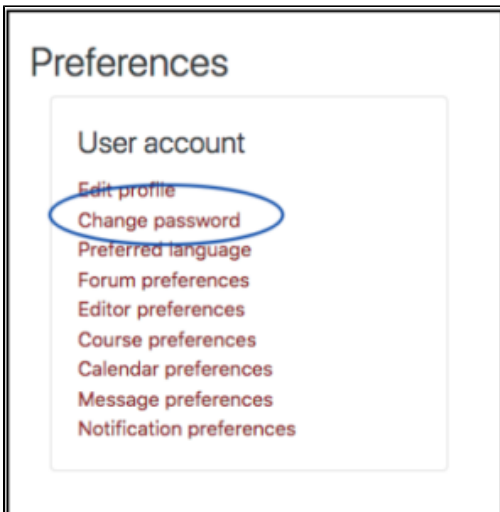 Preferences
User account
Edit profile
Change password
Preferred language
Forum preferences
Editor preferences
Course preferences
Calendar preferences
Message preferences
Notification preferences